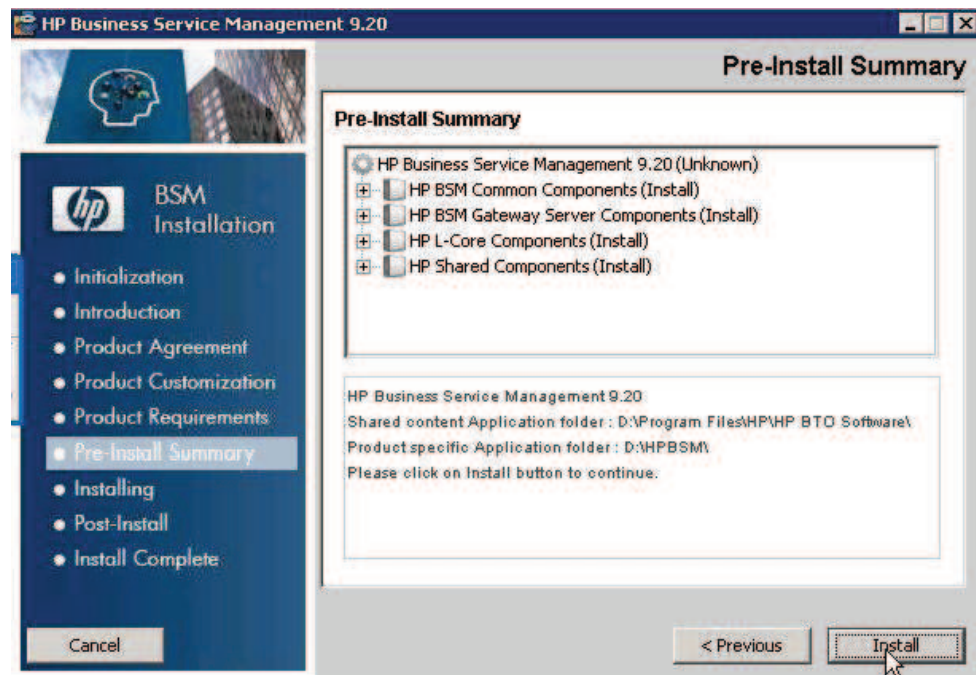 HP Business Service Management 9.20
Pre-Install Summary
hp
BSM
Installation
Initialization
Introduction
Product Agreement
Product Customization
Product Requirements
Pre-Install Summary
Installing
Post-Install
Install Complete
Pre-Install Summary
HP Business Service Management 9.20 (Unknown)
HP BSM Common Components (Install)
HP BSM Gateway Server Components (Install)
HP L-Core Components (Install)
HP Shared Components (Install)
HP Business Service Management 9.20
Shared content Application folder : D:\Program Files\HP\HP BTO Software\
Product specific Application folder : D:\HPBSM\
Please click on Install button to continue.
Cancel
< Previous
Install